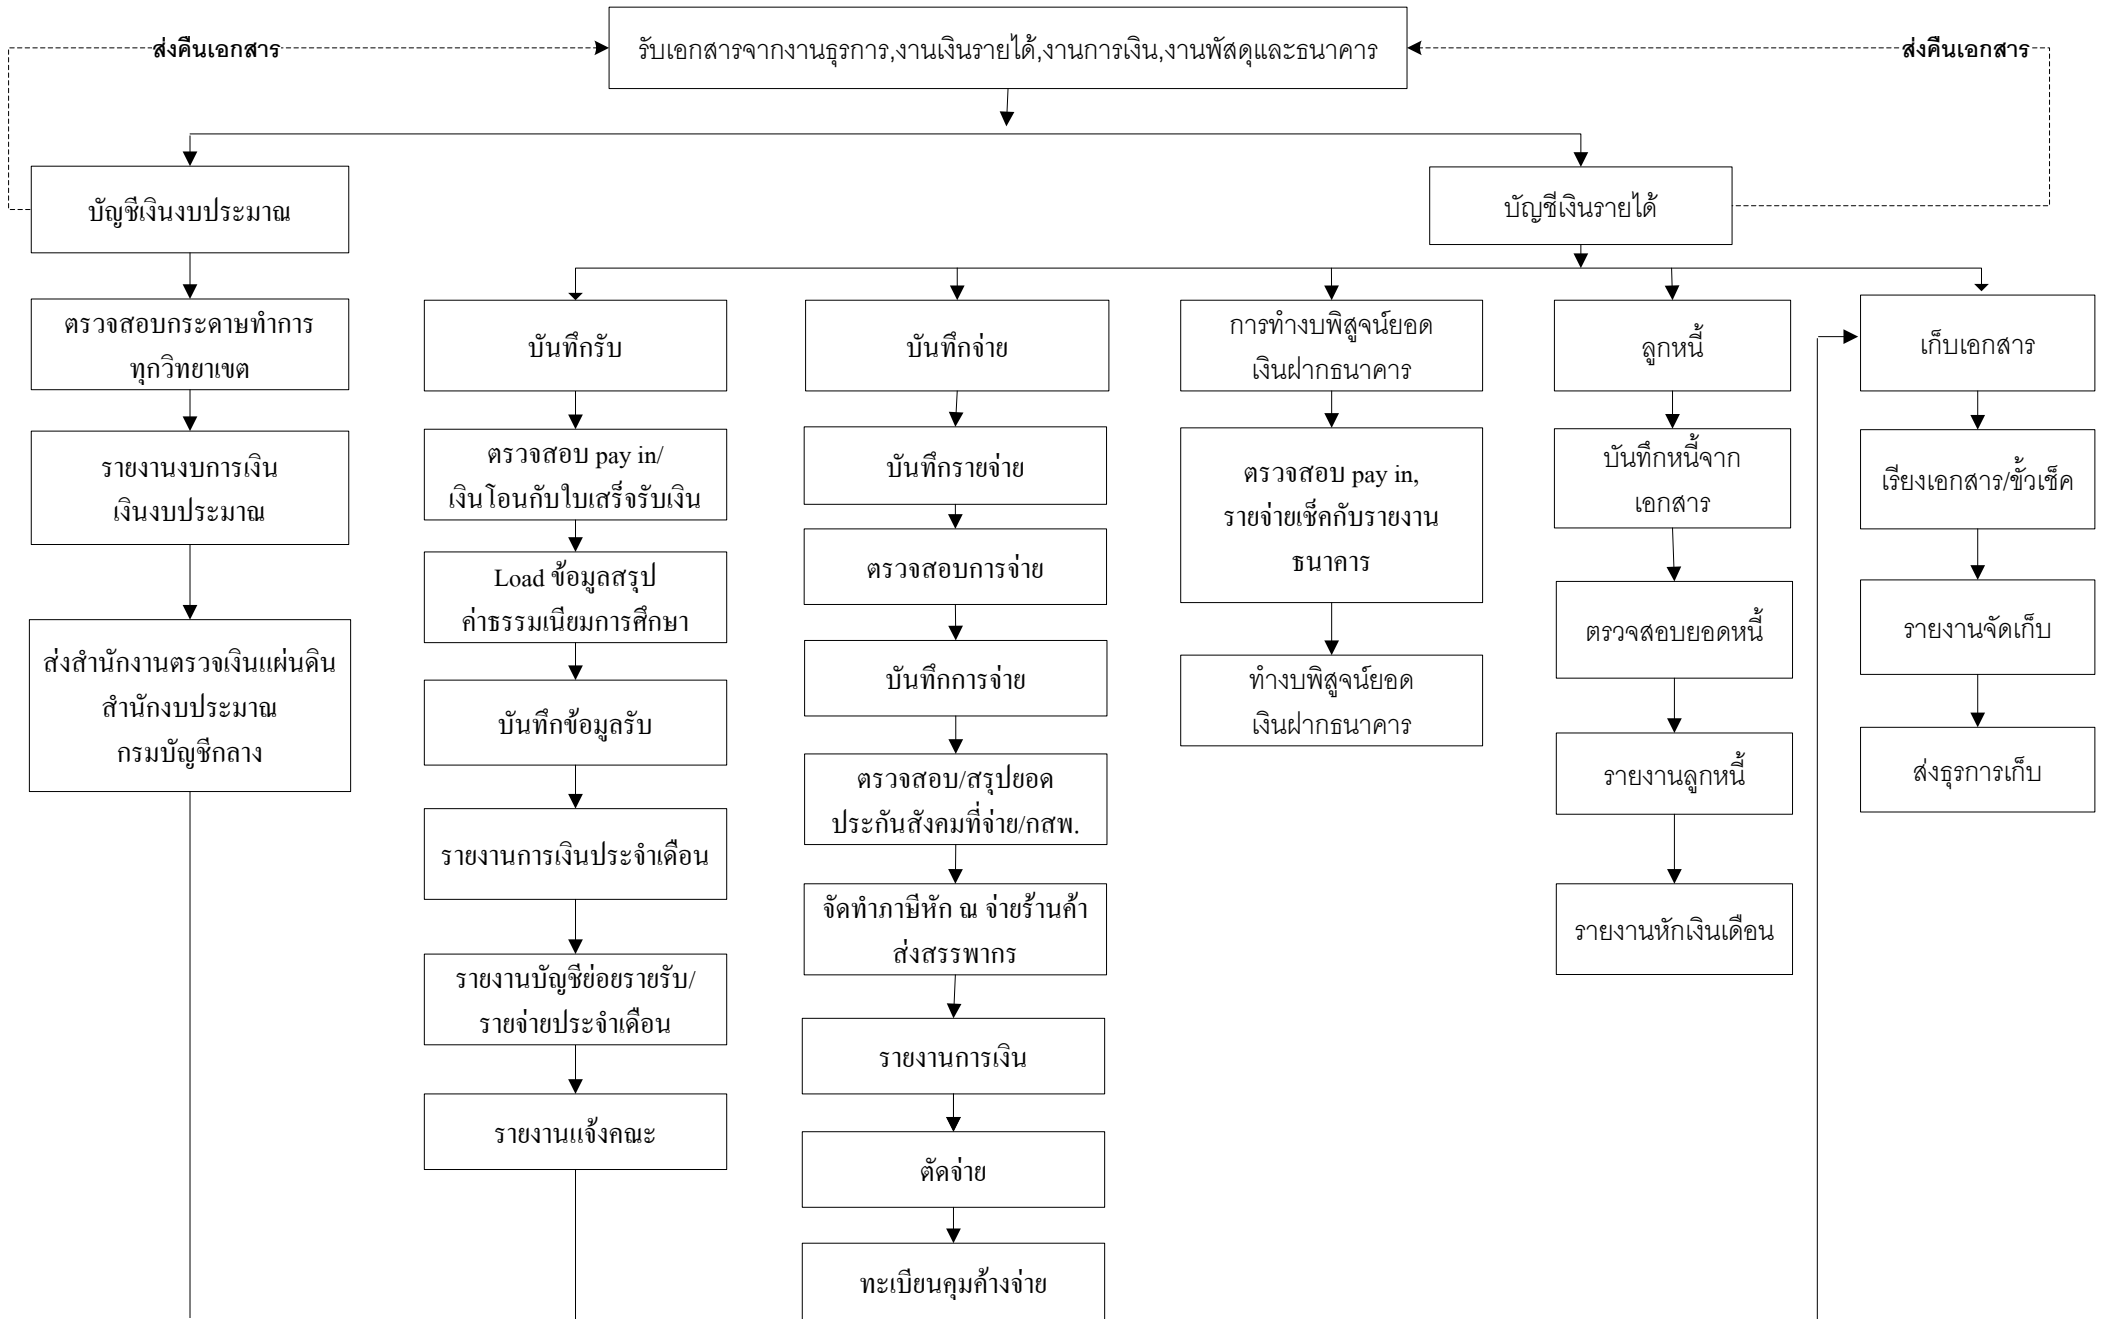 ส่งคืนเอกสาร
รับเอกสารจากงานธุรการ,งานเงินรายได้,งานการเงิน,งานพัสดุและธนาคาร
ส่งคืนเอกสาร
บัญชีเงินงบประมาณ
บัญชีเงินรายได้
ตรวจสอบกระดาษทำการ
ทุกวิทยาเขต
รายงานงบการเงิน
เงินงบประมาณ
ส่งสำนักงานตรวจเงินแผ่นดิน
สำนักงบประมาณ
กรมบัญชีกลาง
บันทึกรับ
ตรวจสอบ pay in/
เงินโอนกับใบเสร็จรับเงิน
Load ข้อมูลสรุป
ค่าธรรมเนียมการศึกษา
บันทึกข้อมูลรับ
รายงานการเงินประจำเดือน
รายงานบัญชีย่อยรายรับ/
รายจ่ายประจำเดือน
รายงานแจ้งคณะ
บันทึกจ่าย
บันทึกรายจ่าย
ตรวจสอบการจ่าย
บันทึกการจ่าย
ตรวจสอบ/สรุปยอด
ประกันสังคมที่จ่าย/กสพ.
จัดทำภาษีหัก ณ จ่ายร้านค้า
ส่งสรรพากร
รายงานการเงิน
ตัดจ่าย
ทะเบียนคุมค้างจ่าย
การทำงบพิสูจน์ยอด
เงินฝากธนาคาร
ตรวจสอบ pay in,
รายจ่ายเช็คกับรายงาน
ธนาคาร
ทำงบพิสูจน์ยอด
เงินฝากธนาคาร
ลูกหนี้
บันทึกหนี้จาก
เอกสาร
ตรวจสอบยอดหนี้
รายงานลูกหนี้
รายงานหักเงินเดือน
เก็บเอกสาร
เรียงเอกสาร/ขั้วเช็ค
รายงานจัดเก็บ
ส่งธุรการเก็บ